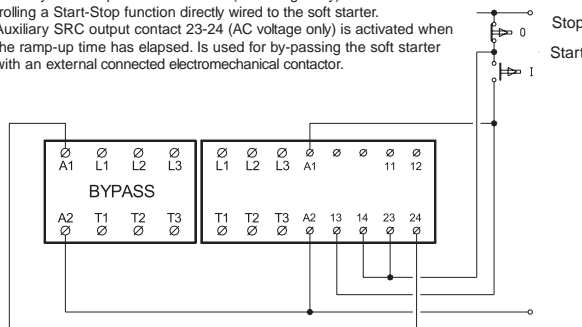 rolling a Start-Stop function directly wired to the soft starter.
Auxiliary SRC output contact 23-24 (AC voltage only) is activated when
he ramp-up time has elapsed. Is used for by-passing the soft starter
with an external connected electromechanical contactor.
Stop
0
Start
I
A1 L1 L2 L3
BYPASS
A2 T1 T2 T3
L1 L2 L3 A1 11 12
T1 T2 T3 A2 13 14 23 24